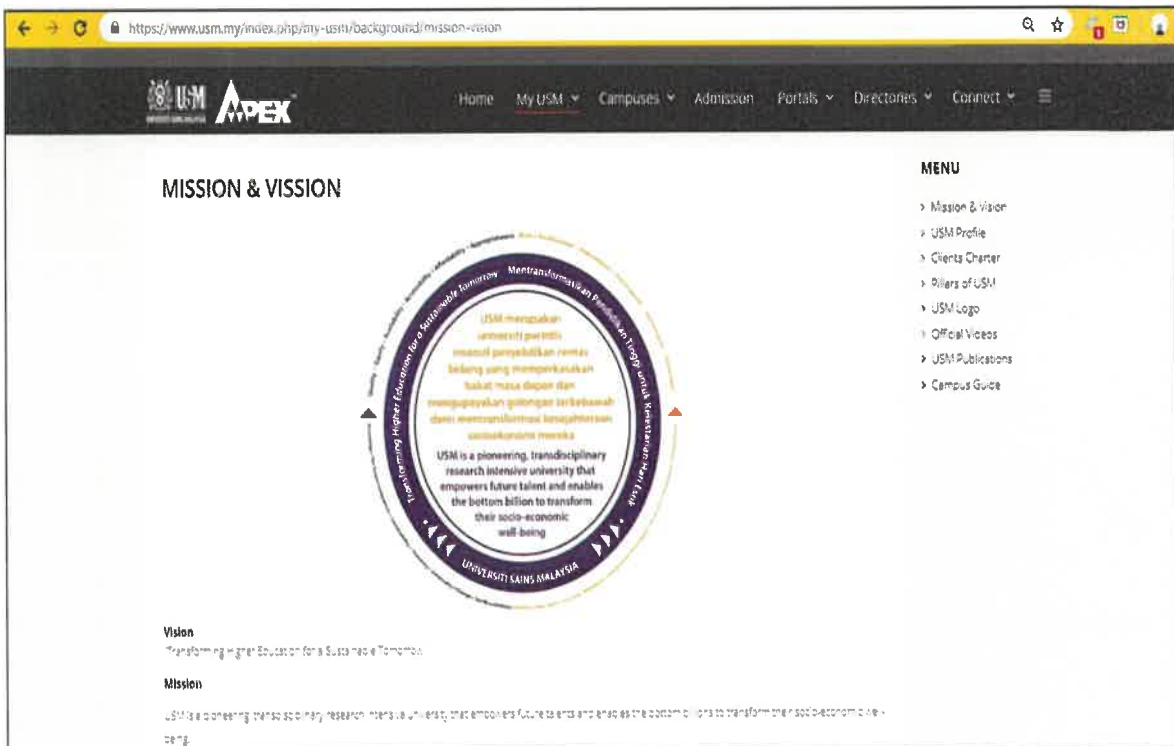 https://www.usm.my/index.php/my-usm/background/mission-vision
USM APEX™
Home My USM Campuses Admission Portals Directories Connect
MISSION & VISSION
MENU
Mission & Vision
USM Profile
Clients Charter
Pillars of USM
USM Logo
Official Videos
USM Publications
Campus Guide
Transforming Higher Education for a Sustainable Tomorrow
Mentransformasikan Pendidikan Tinggi untuk Kelestarian Hari Esok
USM merupakan
universiti perintis
intensif penyelidikan rentas
bidang yang memperkasakan
bakat masa depan dan
mengupayakan golongan terkebawah
demi mentransformasi kesejahteraan
sosioekonomi mereka
USM is a pioneering, transdisciplinary
research intensive university that
empowers future talent and enables
the bottom billion to transform
their socio-economic
well-being
UNIVERSITI SAINS MALAYSIA
Vision
Transforming Higher Education for a Sustainable Tomorrow
Mission
USM is a pioneering transdisciplinary research intensive university that empowers future talents and enables the bottom billions to transform their socio-economic well-
being.